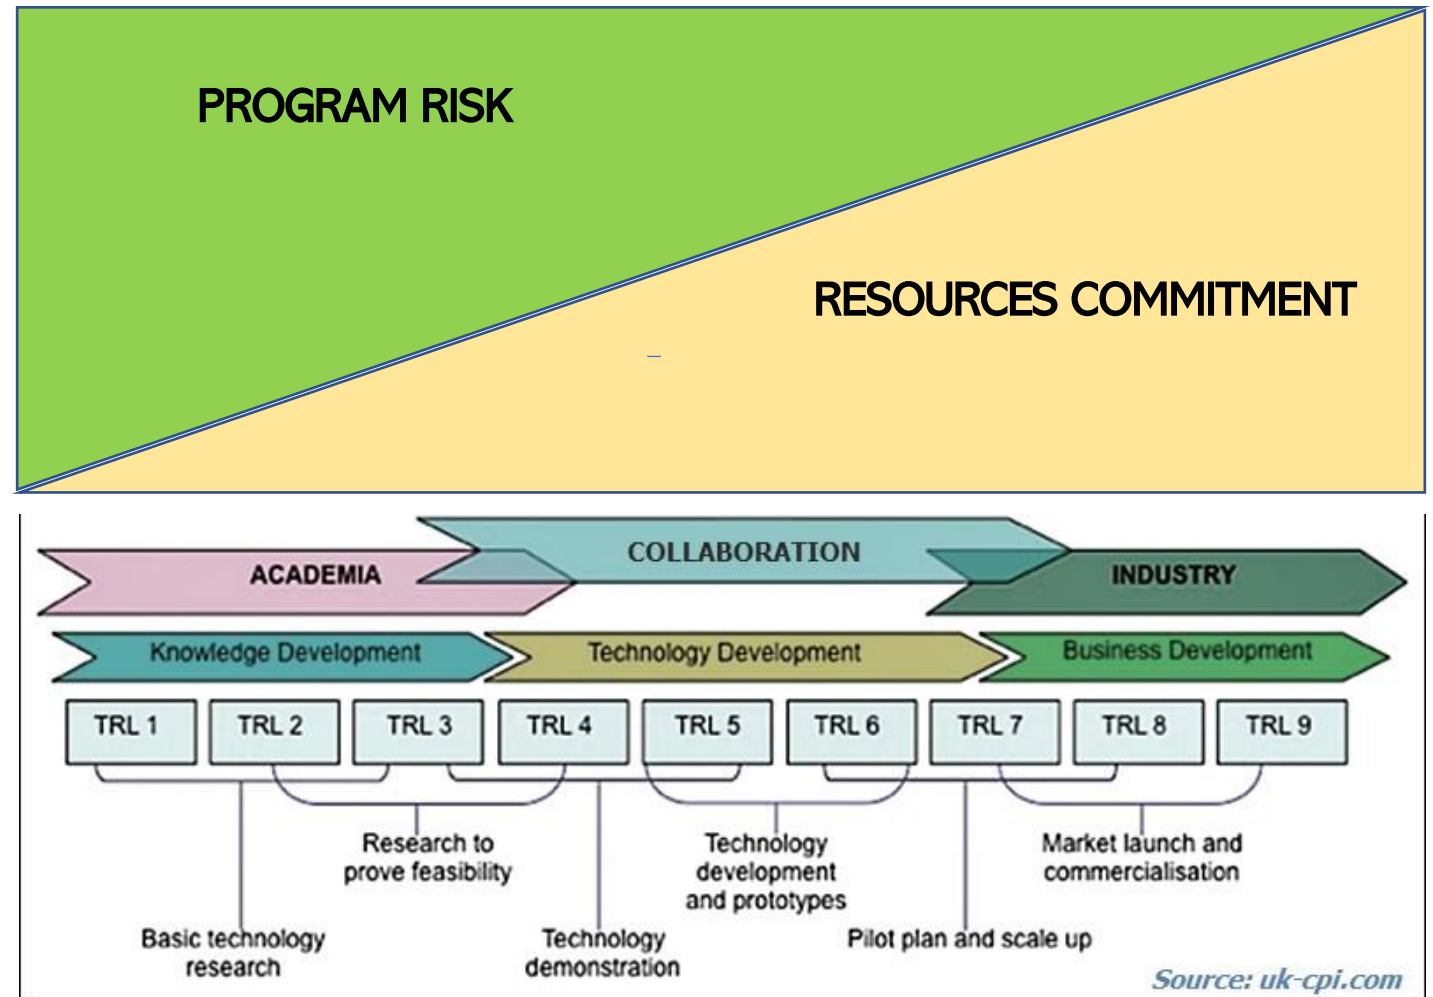 PROGRAM RISK
RESOURCES COMMITMENT
COLLABORATION
ACADEMIA
INDUSTRY
Knowledge Development
Technology Development
Business Development
TRL 1
TRL 2
TRL 3
TRL 4
TRL 5
TRL 6
TRL 7
TRL 8
TRL 9
Research to
prove feasibility
Technology
development
and prototypes
Market launch and
commercialisation
Basic technology
research
Technology
demonstration
Pilot plan and scale up
Source: uk-cpi.com